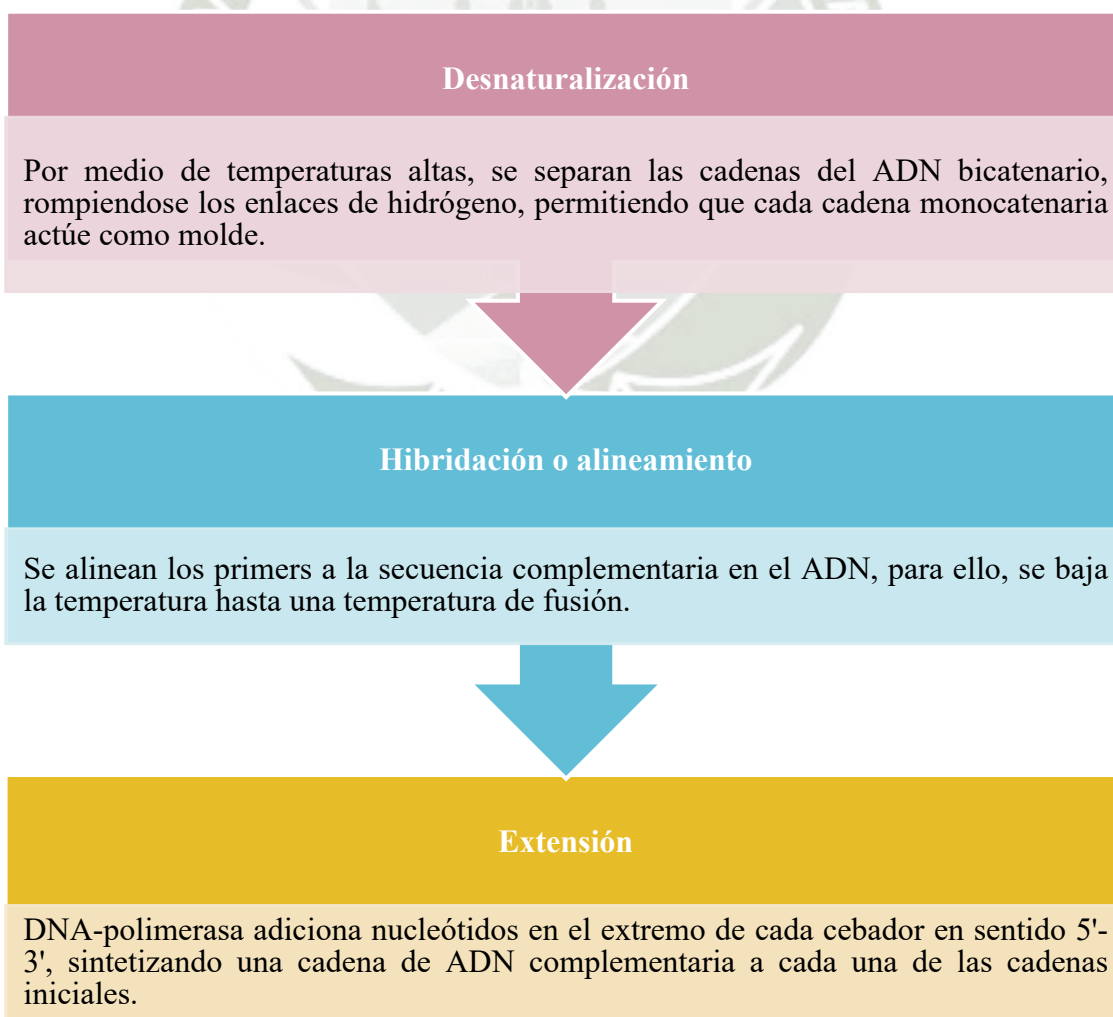 Desnaturalización
Por medio de temperaturas altas, se separan las cadenas del ADN bicatenario,
rompiendose los enlaces de hidrógeno, permitiendo que cada cadena monocatenaria
actúe como molde.
Hibridación o alineamiento
Se alinean los primers a la secuencia complementaria en el ADN, para ello, se baja
la temperatura hasta una temperatura de fusión.
Extensión
DNA-polimerasa adiciona nucleótidos en el extremo de cada cebador en sentido 5'-
3', sintetizando una cadena de ADN complementaria a cada una de las cadenas
iniciales.